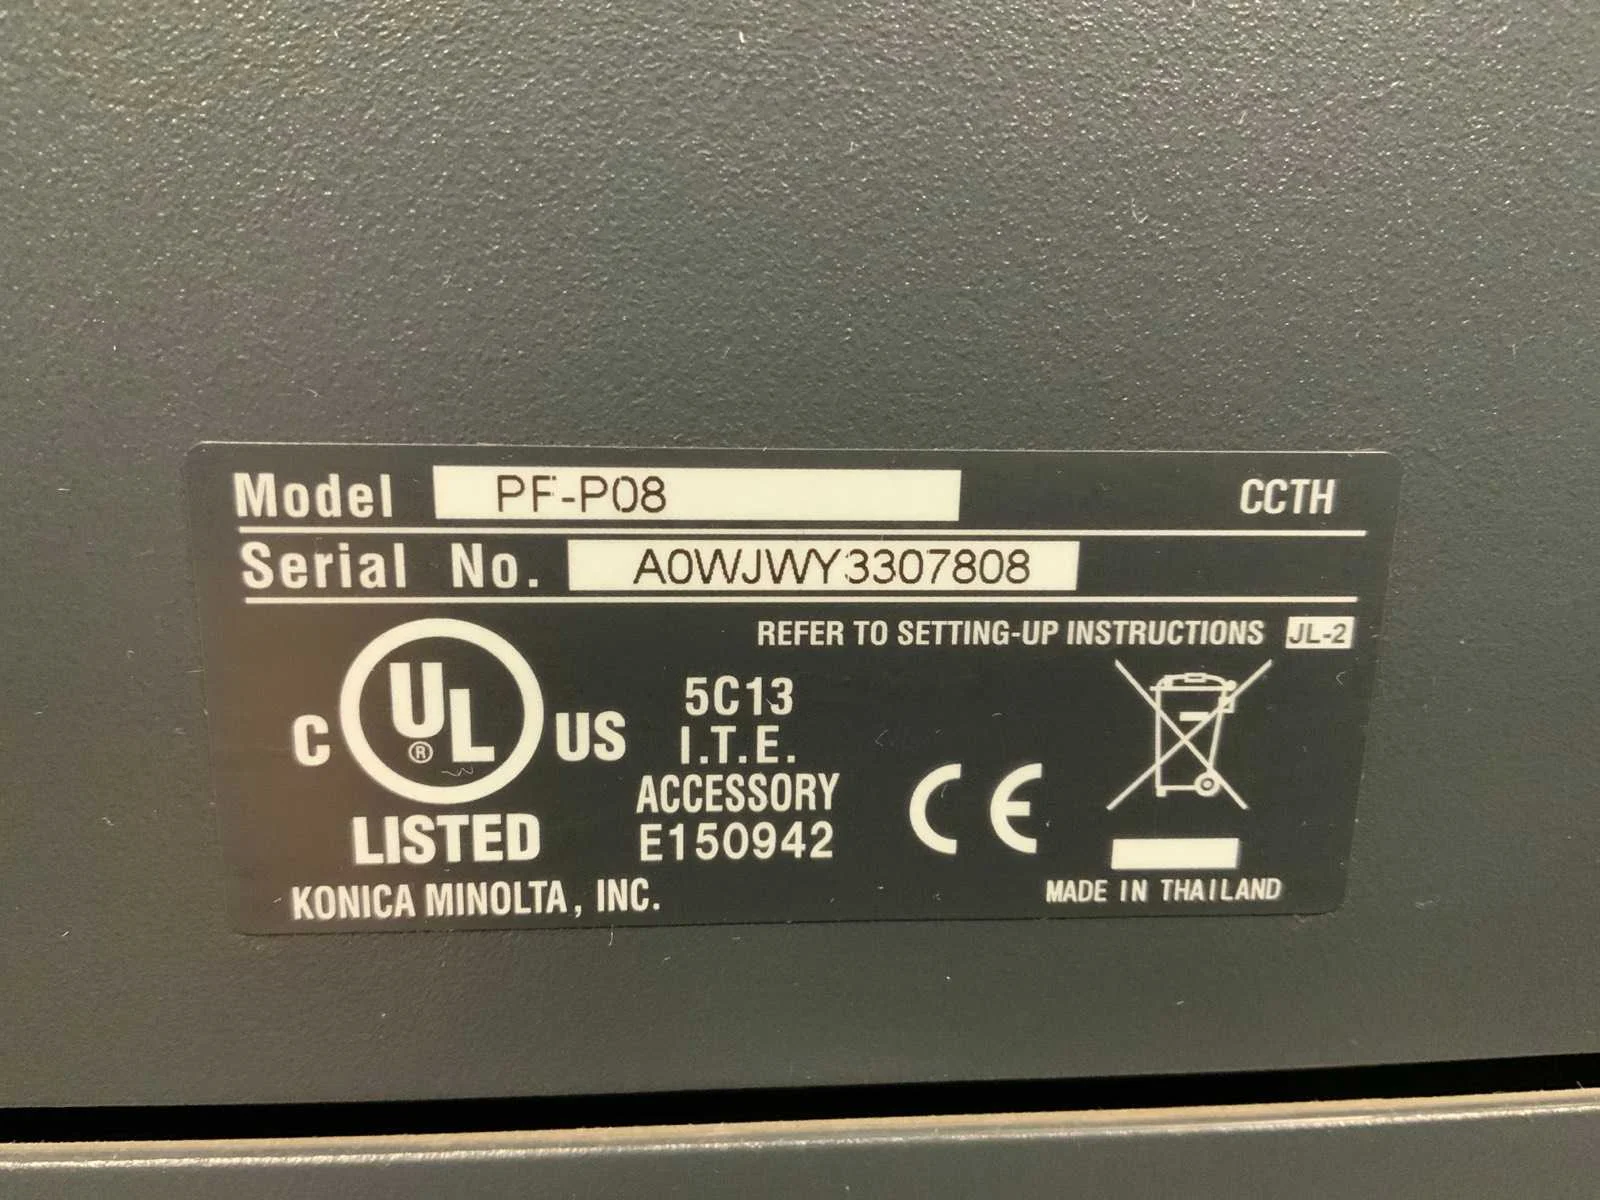 Model PF-P08 CCTH
Serial No. A0WJWY3307808
REFER TO SETTING-UP INSTRUCTIONS JL-2
C UL ® US
LISTED
5C13
I.T.E.
ACCESSORY
E150942
CE
KONICA MINOLTA, INC.
MADE IN THAILAND